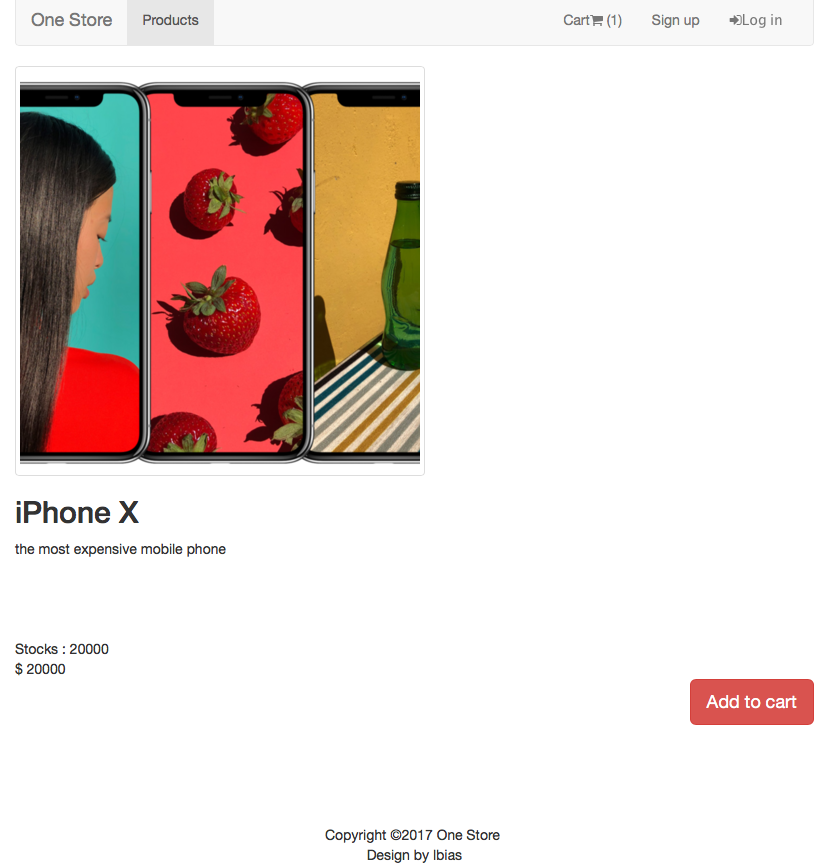 One Store Products Cart (1) Sign up Log in
iPhone X
the most expensive mobile phone
Stocks : 20000
$ 20000
Add to cart
Copyright ©2017 One Store
Design by lbias